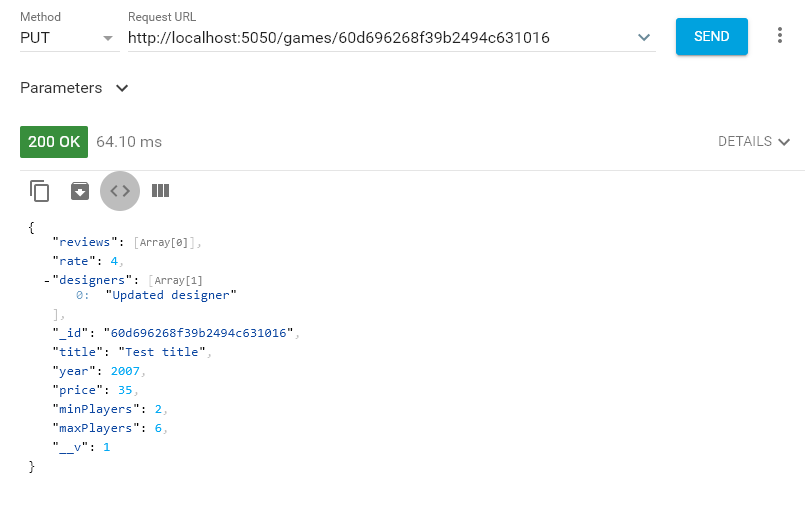 Method Request URL
PUT http://localhost:5050/games/60d696268f39b2494c631016 SEND
Parameters
200 OK 64.10 ms DETAILS
{
"reviews": [Array[0]],
"rate": 4,
-"designers": [Array[1]
0: "Updated designer"
],
"_id": "60d696268f39b2494c631016",
"title": "Test title",
"year": 2007,
"price": 35,
"minPlayers": 2,
"maxPlayers": 6,
"__v": 1
}